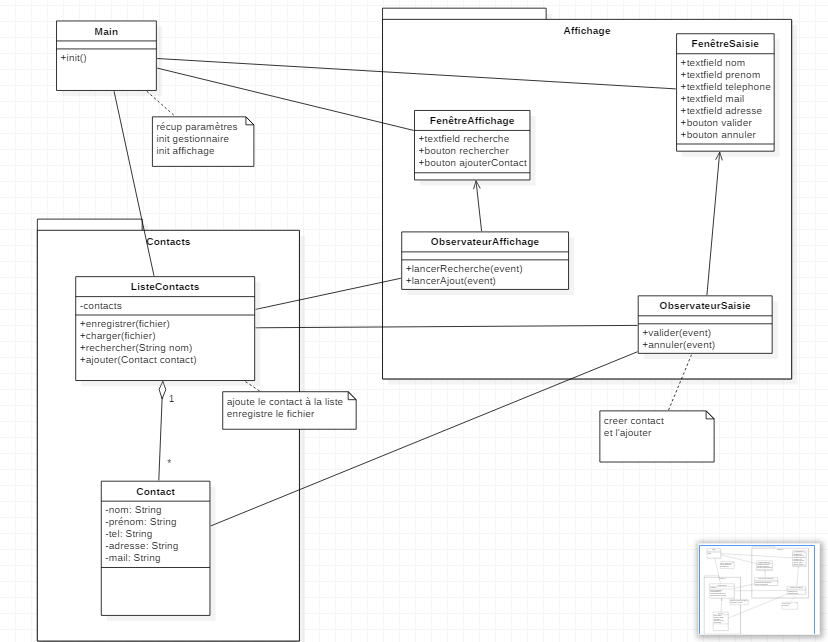 Main
+init()
récup paramètres
init gestionnaire
init affichage
Affichage
FenêtreSaisie
+textfield nom
+textfield prenom
+textfield telephone
+textfield mail
+textfield adresse
+bouton valider
+bouton annuler
FenêtreAffichage
+textfield recherche
+bouton rechercher
+bouton ajouterContact
ObservateurAffichage
+lancerRecherche(event)
+lancerAjout(event)
ObservateurSaisie
+valider(event)
+annuler(event)
creer contact
et l'ajouter
Contacts
ListeContacts
-contacts
+enregistrer(fichier)
+charger(fichier)
+rechercher(String nom)
+ajouter(Contact contact)
ajoute le contact à la liste
enregistre le fichier
1
*
Contact
-nom: String
-prénom: String
-tel: String
-adresse: String
-mail: String